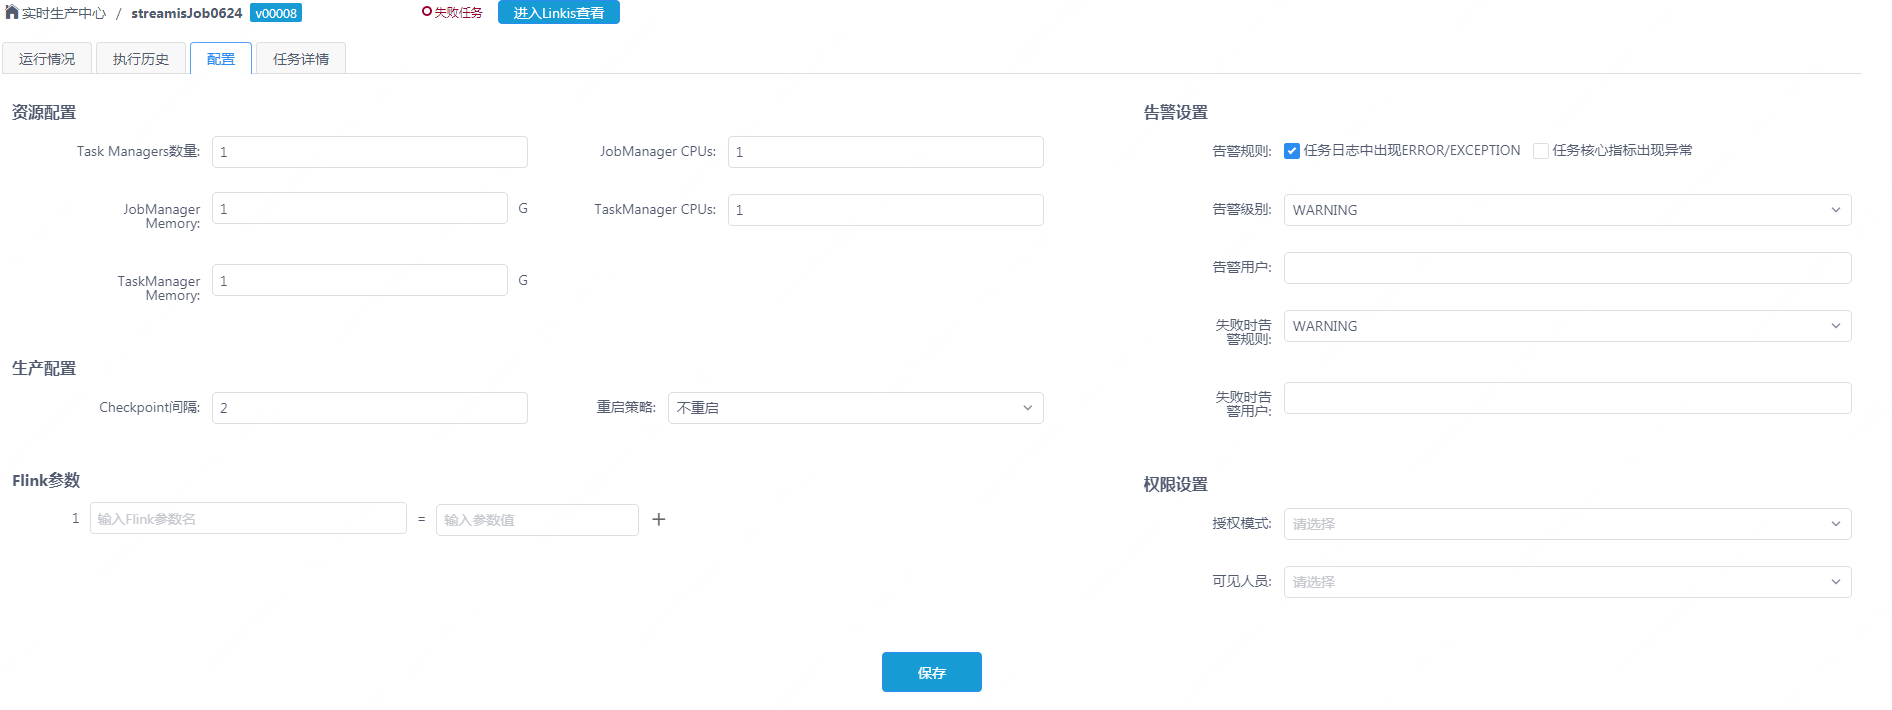 实时生产中心 / streamisJob0624 v00008 失败任务 进入Linkis查看
运行情况 执行历史 配置 任务详情
资源配置
Task Managers数量: 1 JobManager CPUs: 1
JobManager Memory: 1 G TaskManager CPUs: 1
TaskManager Memory: 1 G
生产配置
Checkpoint间隔: 2 重启策略: 不重启
Flink参数
1 输入Flink参数名 = 输入参数值 +
告警设置
告警规则: 任务日志中出现ERROR/EXCEPTION 任务核心指标出现异常
告警级别: WARNING
告警用户:
失败时告警规则: WARNING
失败时告警用户:
权限设置
授权模式: 请选择
可见人员: 请选择
保存